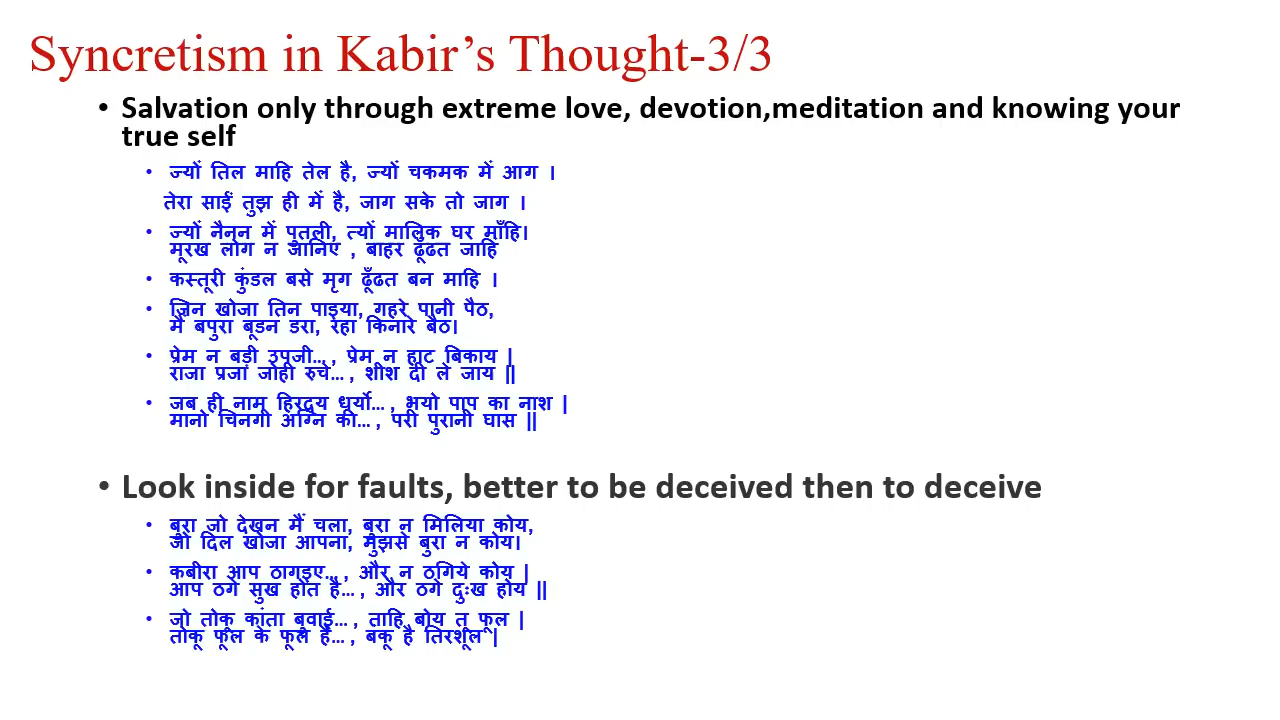 Syncretism in Kabir’s Thought-3/3
• Salvation only through extreme love, devotion,meditation and knowing your
true self
• ज्यों तिल माहि तेल है, ज्यों चकमक में आग ।
तेरा साईं तुझ ही में है, जाग सके तो जाग ।
• ज्यों नैनन में पुतली, त्यों मालिक घर माँहि।
मूरख लोग न जानिए , बाहर ढूंढत जाहि
• कस्तूरी कुंडल बसे मृग ढूँढत बन माहि ।
• जिन खोजा तिन पाइया, गहरे पानी पैठ,
मैं बपुरा बूडन डरा, रहा किनारे बैठ।
• प्रेम न बड़ी उपजी… , प्रेम न हाट बिकाय |
राजा प्रजा जोही रुचे… , शीश दी ले जाय ||
• जब ही नाम हिरदय धर्यो… , भयो पाप का नाश |
मानो चिनगी अग्नि की… , परी पुरानी घास ||
• Look inside for faults, better to be deceived then to deceive
• बुरा जो देखन मैं चला, बुरा न मिलिया कोय,
जो दिल खोजा आपना, मुझसे बुरा न कोय।
• कबीरा आप ठागइए… , और न ठगिये कोय |
आप ठगे सुख होत है… , और ठगे दुःख होय ||
• जो तोकू कांता बुवाई… , ताहि बोय तू फूल |
तोकू फूल के फूल है… , बकू है तिरशूल |